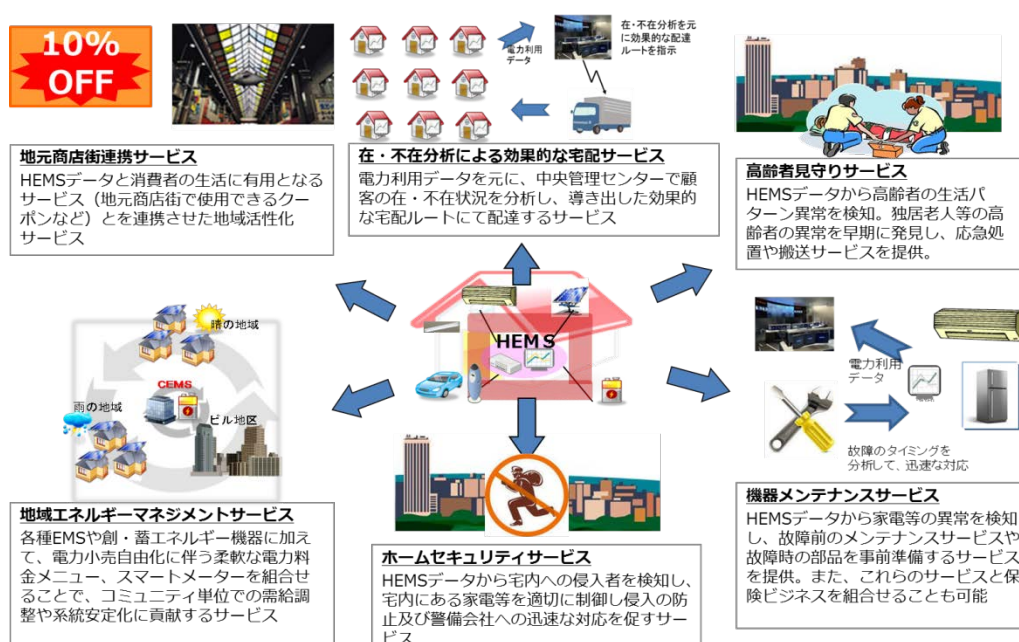 10%
OFF
電力利用
データ
在・不在分析を元
に効果的な配達
ルートを指示
地元商店街連携サービス
HEMSデータと消費者の生活に有用となる
サービス（地元商店街で使用できるクー
ポンなど）とを連携させた地域活性化
サービス
在・不在分析による効果的な宅配サービス
電力利用データを元に、中央管理センターで顧
客の在・不在状況を分析し、導き出した効果的
な宅配ルートにて配達するサービス
高齢者見守りサービス
HEMSデータから高齢者の生活パ
ターン異常を検知。独居老人等の高
齢者の異常を早期に発見し、応急処
置や搬送サービスを提供。
HEMS
晴の地域
CEMS
雨の地域
ビル地区
電力利用
データ
故障のタイミングを
分析して、迅速な対応
地域エネルギーマネジメントサービス
各種EMSや創・蓄エネルギー機器に加え
て、電力小売自由化に伴う柔軟な電力料
金メニュー、スマートメーターを組合せ
ることで、コミュニティ単位での需給調
整や系統安定化に貢献するサービス
ホームセキュリティサービス
HEMSデータから宅内への侵入者を検知し、
宅内にある家電等を適切に制御し侵入の防
止及び警備会社への迅速な対応を促すサー
ビス
機器メンテナンスサービス
HEMSデータから家電等の異常を検知
し、故障前のメンテナンスサービスや
故障時の部品を事前準備するサービス
を提供。また、これらのサービスと保
険ビジネスを組合せることも可能